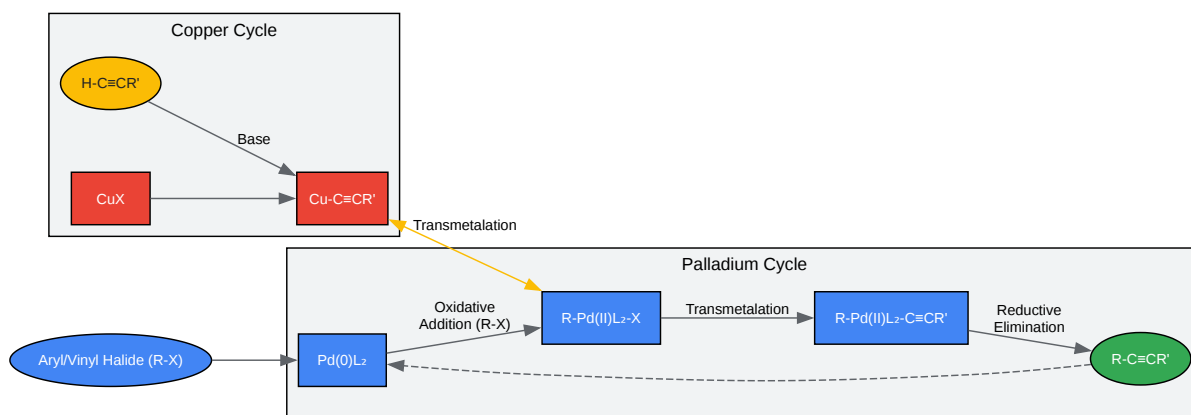 Copper Cycle
H-C≡CR'
Base
CuX
Cu-C≡CR'
Transmetalation
Palladium Cycle
Aryl/Vinyl Halide (R-X)
Pd(0)L₂
Oxidative
Addition (R-X)
R-Pd(II)L₂-X
Transmetalation
R-Pd(II)L₂-C≡CR'
Reductive
Elimination
R-C≡CR'